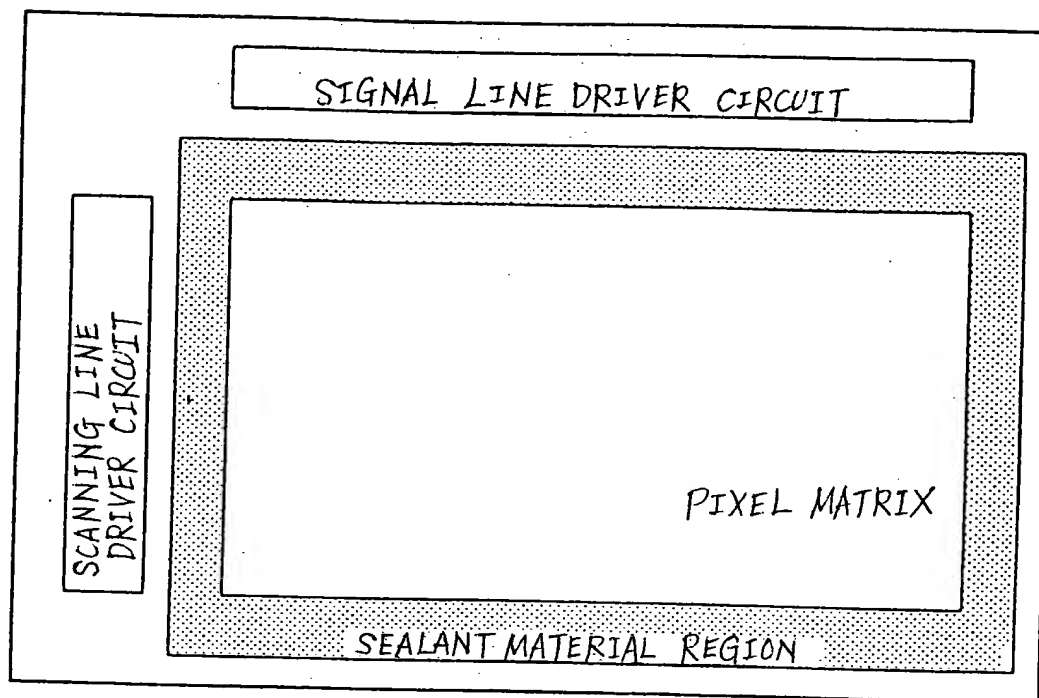 SIGNAL LINE DRIVER CIRCUIT
SCANNING LINE
DRIVER CIRCUIT
PIXEL MATRIX
SEALANT MATERIAL REGION